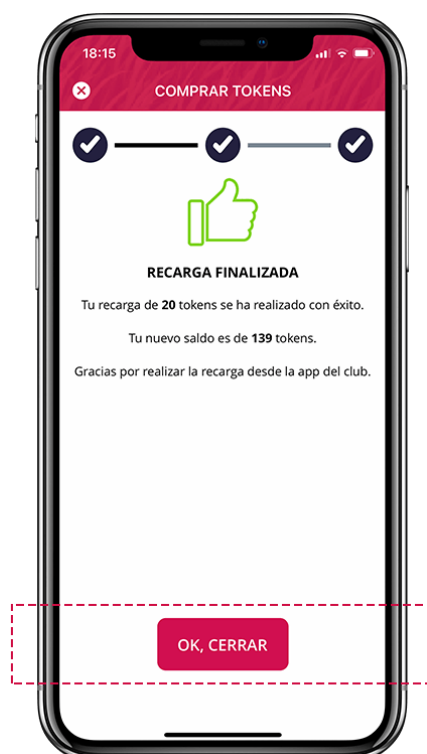 18:15
COMPRAR TOKENS
RECARGA FINALIZADA
Tu recarga de 20 tokens se ha realizado con éxito.
Tu nuevo saldo es de 139 tokens.
Gracias por realizar la recarga desde la app del club.
OK, CERRAR